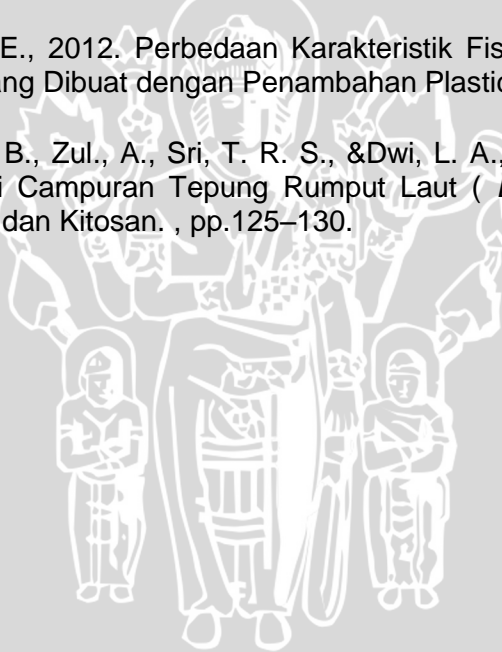 E., 2012. Perbedaan Karakteristik Fis
ang Dibuat dengan Penambahan Plastic
B., Zul., A., Sri, T. R. S., &Dwi, L. A.,
i Campuran Tepung Rumput Laut (
dan Kitosan. , pp.125–130.